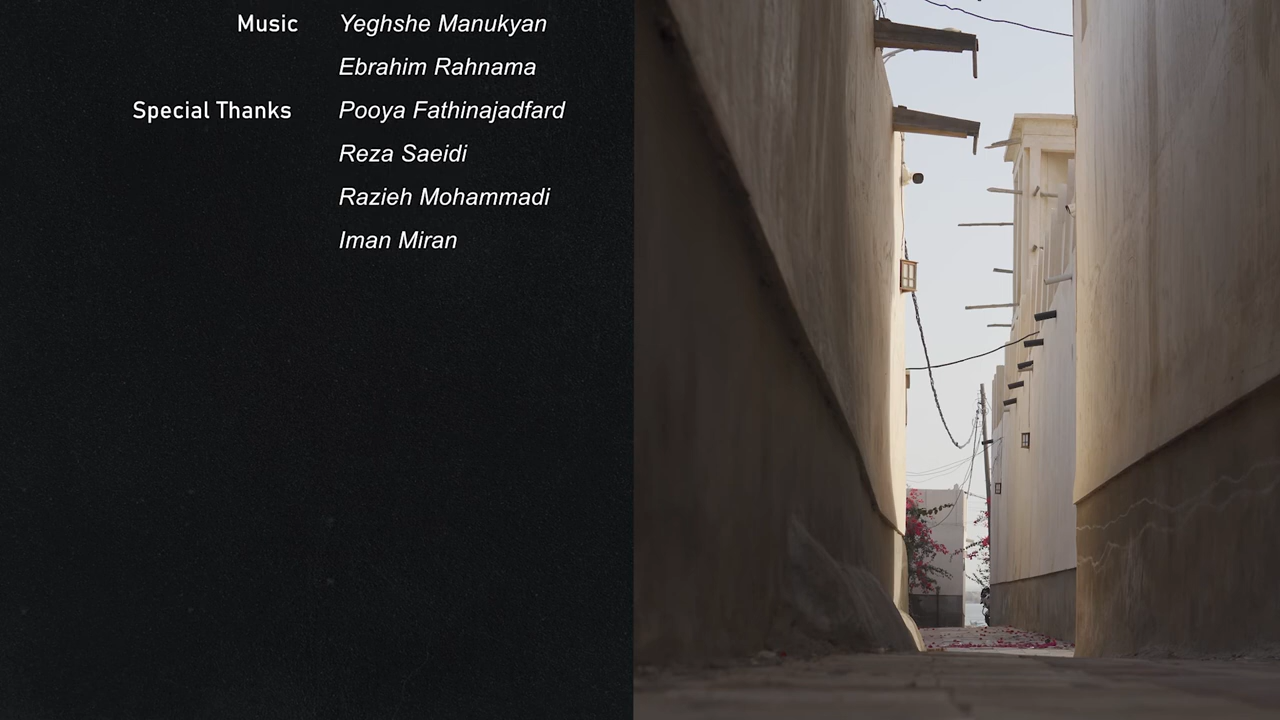 Music Yeghshe Manukyan
Ebrahim Rahnama
Special Thanks Pooya Fathinajadfard
Reza Saeidi
Razieh Mohammadi
Iman Miran